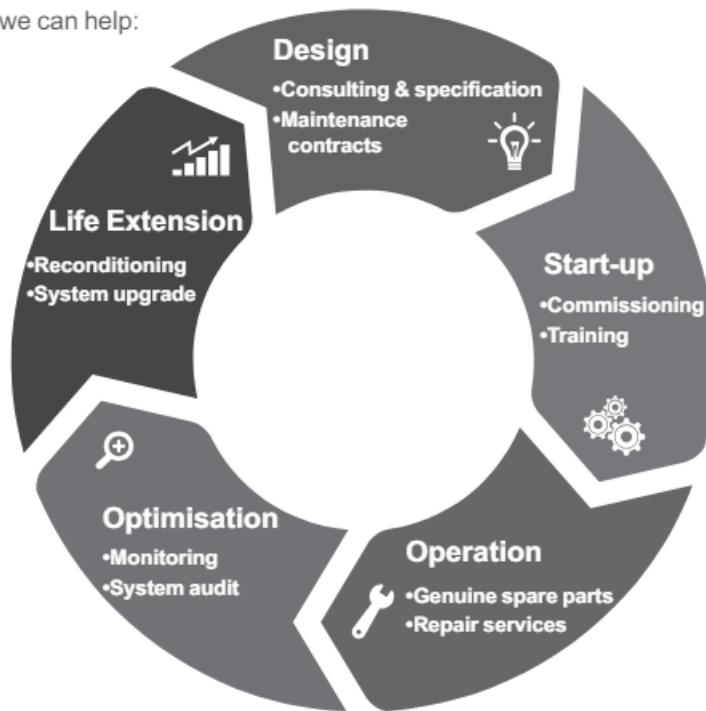 we can help:
Design
•Consulting & specification
•Maintenance
contracts
Start-up
•Commissioning
•Training
Operation
•Genuine spare parts
•Repair services
Optimisation
•Monitoring
•System audit
Life Extension
•Reconditioning
•System upgrade